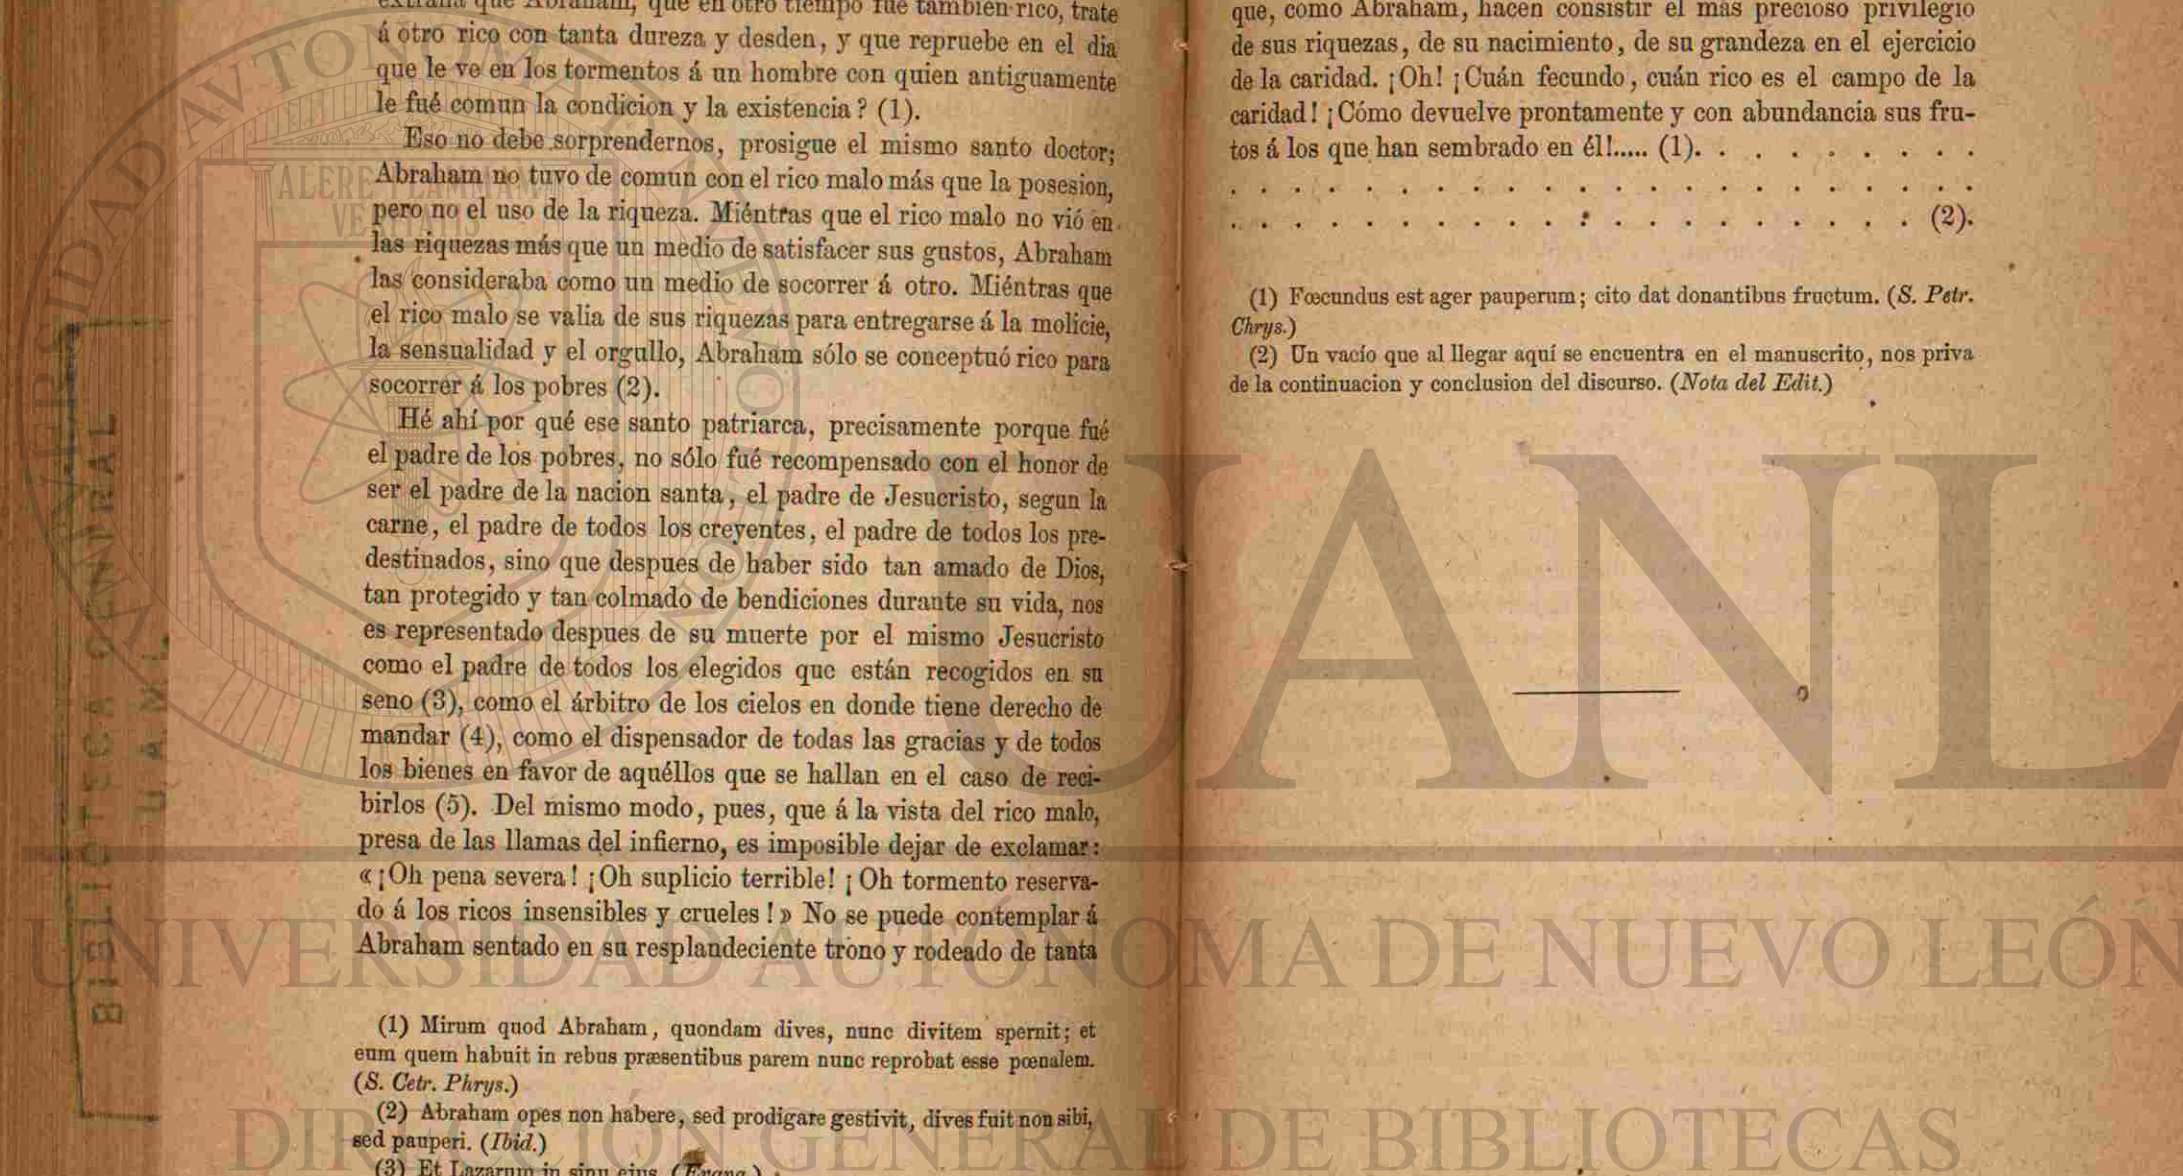 extraña que Abraham, que en otro tiempo fué tambien rico, trate
á otro rico con tanta dureza y desden, y que repruebe en el dia
que le ve en los tormentos á un hombre con quien antiguamente
le fué comun la condicion y la existencia? (1).
Eso no debe sorprendernos, prosigue el mismo santo doctor;
Abraham no tuvo de comun con el rico malo más que la posesion,
pero no el uso de la riqueza. Miéntras que el rico malo no vió en
las riquezas más que un medio de satisfacer sus gustos, Abraham
las consideraba como un medio de socorrer á otro. Miéntras que
el rico malo se valia de sus riquezas para entregarse á la molicie,
la sensualidad y el orgullo, Abraham sólo se conceptuó rico para
socorrer á los pobres (2).
Hé ahí por qué ese santo patriarca, precisamente porque fué
el padre de los pobres, no sólo fué recompensado con el honor de
ser el padre de la nacion santa, el padre de Jesucristo, segun la
carne, el padre de todos los creyentes, el padre de todos los pre-
destinados, sino que despues de haber sido tan amado de Dios,
tan protegido y tan colmado de bendiciones durante su vida, nos
es representado despues de su muerte por el mismo Jesucristo
como el padre de todos los elegidos que están recogidos en su
seno (3), como el árbitro de los cielos en donde tiene derecho de
mandar (4), como el dispensador de todas las gracias y de todos
los bienes en favor de aquéllos que se hallan en el caso de reci-
birlos (5). Del mismo modo, pues, que á la vista del rico malo,
presa de las llamas del infierno, es imposible dejar de exclamar:
«¡Oh pena severa! ¡Oh suplicio terrible! ¡Oh tormento reserva-
do á los ricos insensibles y crueles!» No se puede contemplar á
Abraham sentado en su resplandeciente trono y rodeado de tanta
(1) Mirum quod Abraham, quondam dives, nunc divitem spernit; et
eum quem habuit in rebus præsentibus parem nunc reprobat esse pœnalem.
(S. Cetr. Phrys.)
(2) Abraham opes non habere, sed prodigare gestivit, dives fuit non sibi,
sed pauperi. (Ibid.)
(3) Et Lazarum in sinu ejus. (Evang.)
que, como Abraham, hacen consistir el más precioso privilegio
de sus riquezas, de su nacimiento, de su grandeza en el ejercicio
de la caridad. ¡Oh! ¡Cuán fecundo, cuán rico es el campo de la
caridad! ¡Cómo devuelve prontamente y con abundancia sus fru-
tos á los que han sembrado en él!..... (1). . . . . . . . .
. . . . . . . . . . . . . . . . . . . . .
. . . . . . . . . . . . . . . . . . . (2).
(1) Fœcundus est ager pauperum; cito dat donantibus fructum. (S. Petr.
Chrys.)
(2) Un vacío que al llegar aquí se encuentra en el manuscrito, nos priva
de la continuacion y conclusion del discurso. (Nota del Edit.)
BIBLIOTECA GENERAL
U. A. N. L.
ALERE FLAMMAM
VERITATIS
UANL
UNIVERSIDAD AUTÓNOMA DE NUEVO LEÓN
DIRECCIÓN GENERAL DE BIBLIOTECAS